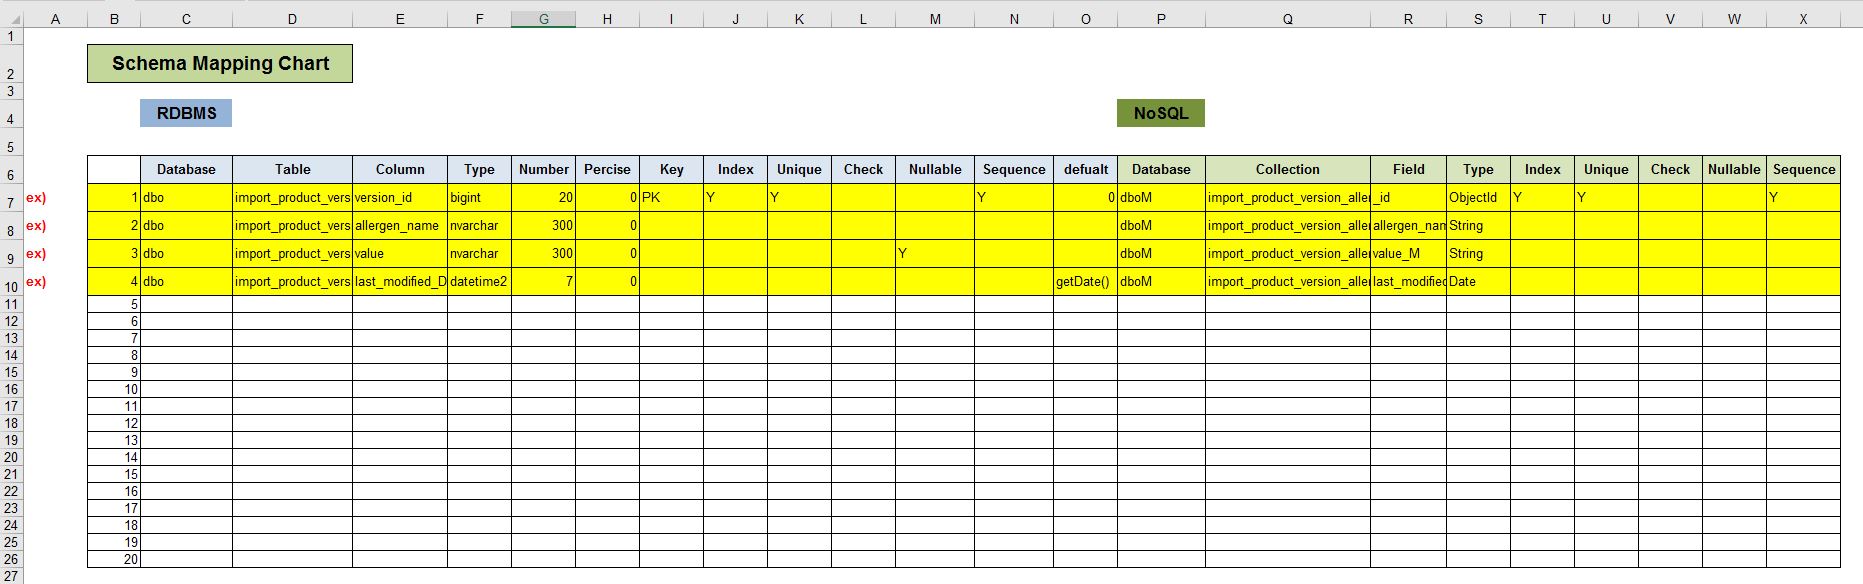 A B C D E F G H I J K L M N O P Q R S T U V W X
1
2 Schema Mapping Chart
3
4 RDBMS NoSQL
5
6 Database Table Column Type Number Percise Key Index Unique Check Nullable Sequence defualt Database Collection Field Type Index Unique Check Nullable Sequence
7 ex) 1 dbo import_product_vers version_id bigint 20 0 PK Y Y Y 0 dboM import_product_version_aller _id ObjectId Y Y Y
8 ex) 2 dbo import_product_vers allergen_name nvarchar 300 0 dboM import_product_version_aller allergen_nam String
9 ex) 3 dbo import_product_vers value nvarchar 300 0 Y dboM import_product_version_aller value_M String
10 ex) 4 dbo import_product_vers last_modified_D datetime2 7 0 getDate() dboM import_product_version_aller last_modified Date
11 5
12 6
13 7
14 8
15 9
16 10
17 11
18 12
19 13
20 14
21 15
22 16
23 17
24 18
25 19
26 20
27